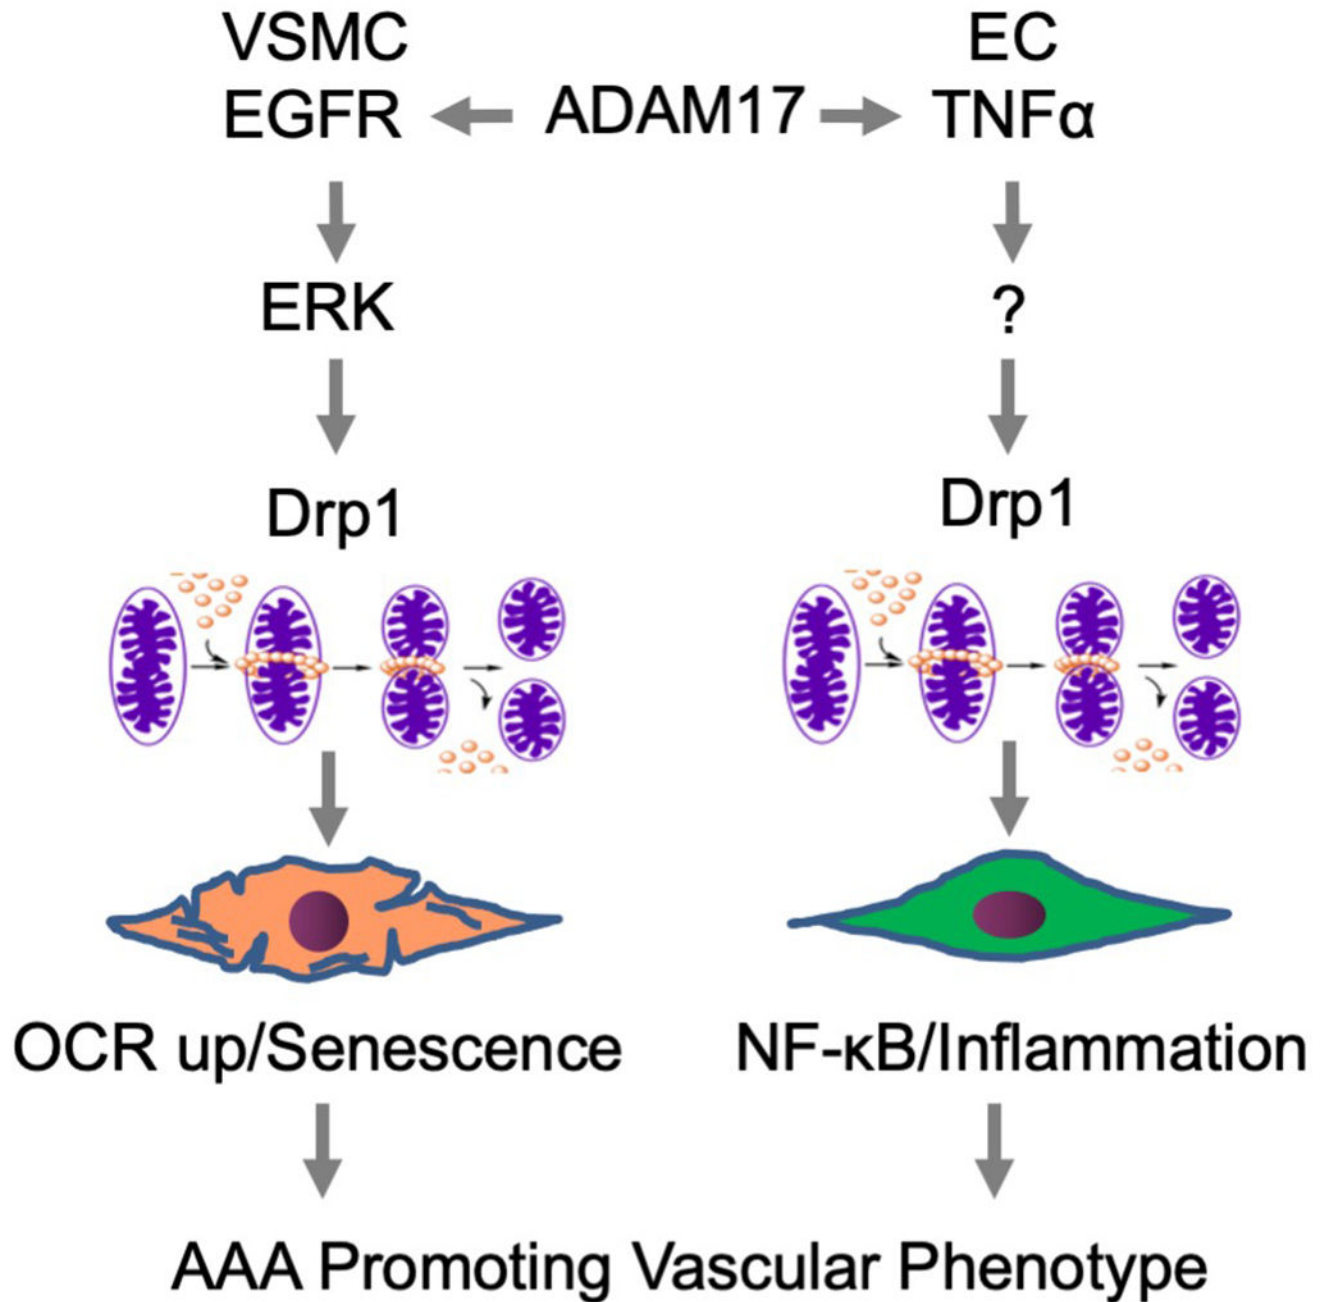 VSMC
EC
EGFR
ADAM17
TNFα
ERK
?
Drp1
Drp1
OCR up/Senescence
NF-κB/Inflammation
AAA Promoting Vascular Phenotype